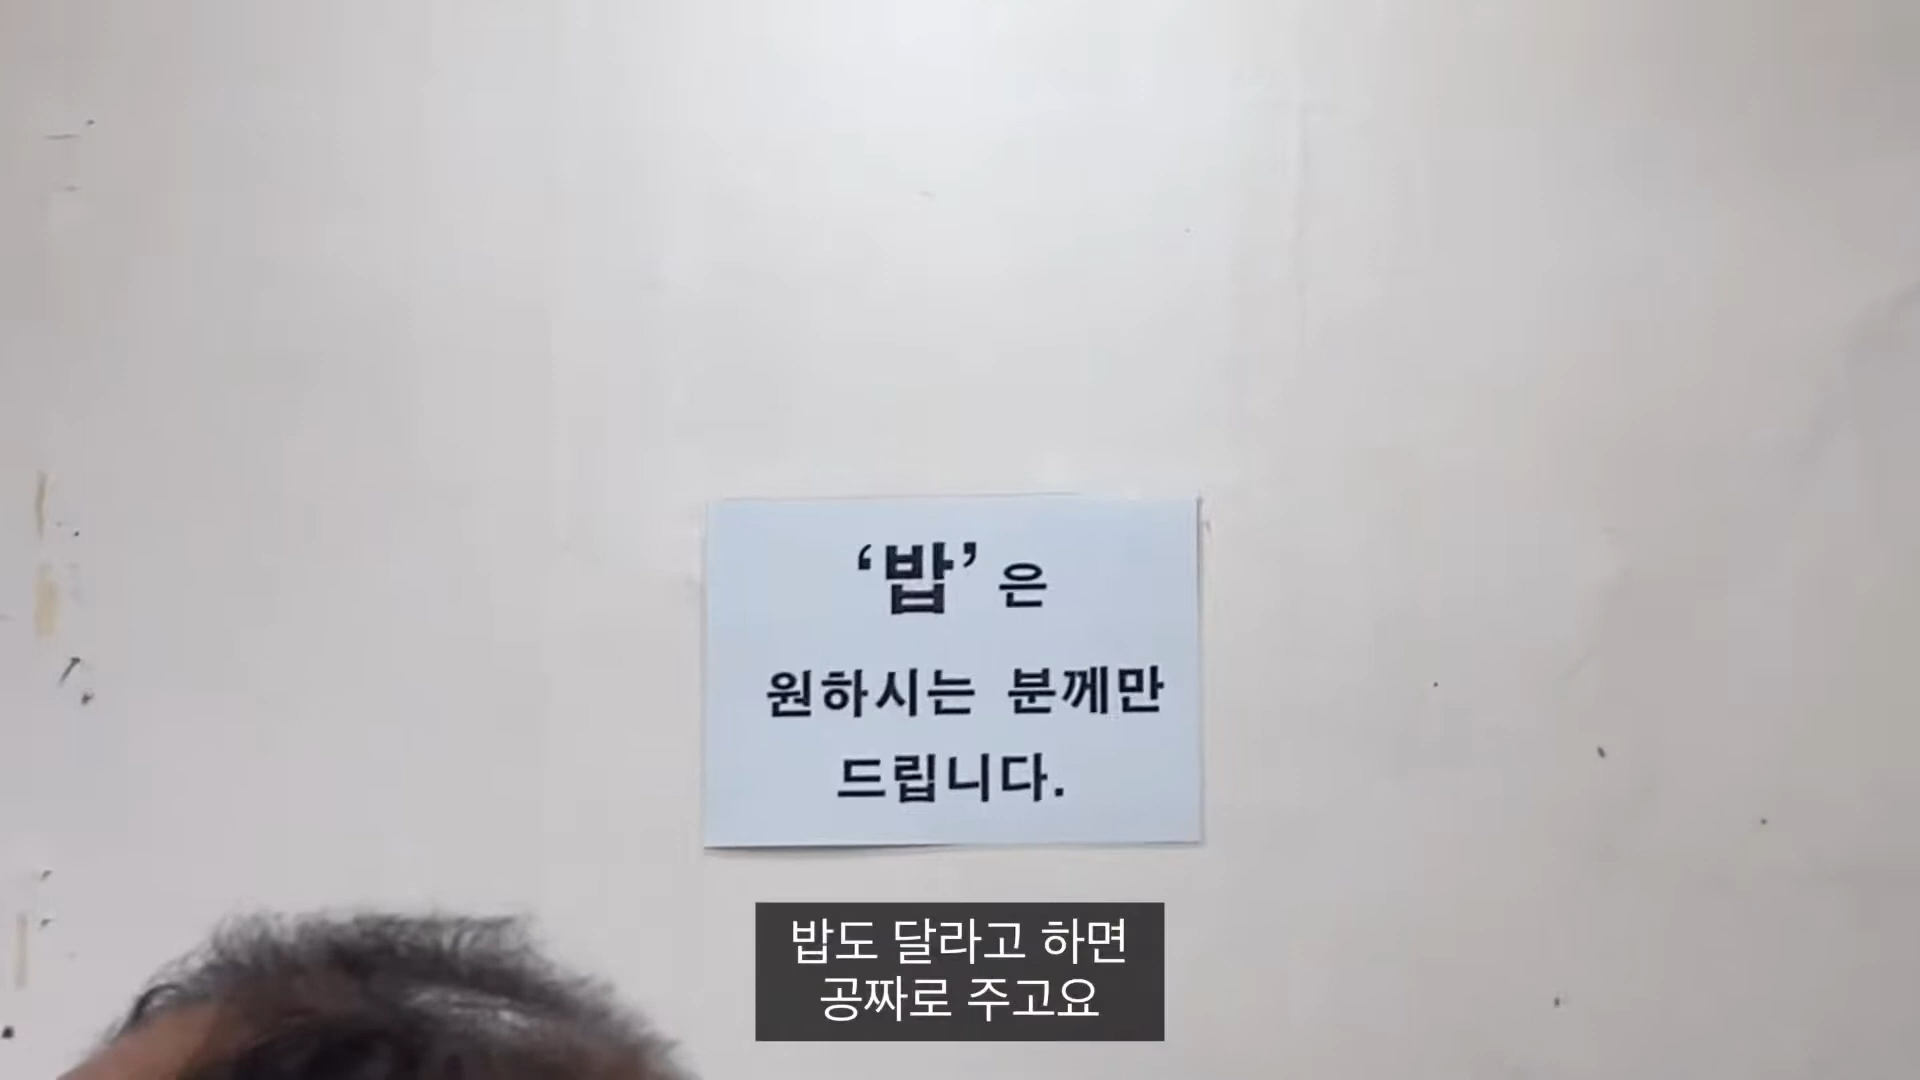 ‘밥’은
원하시는 분께만
드립니다.
밥도 달라고 하면
공짜로 주고요